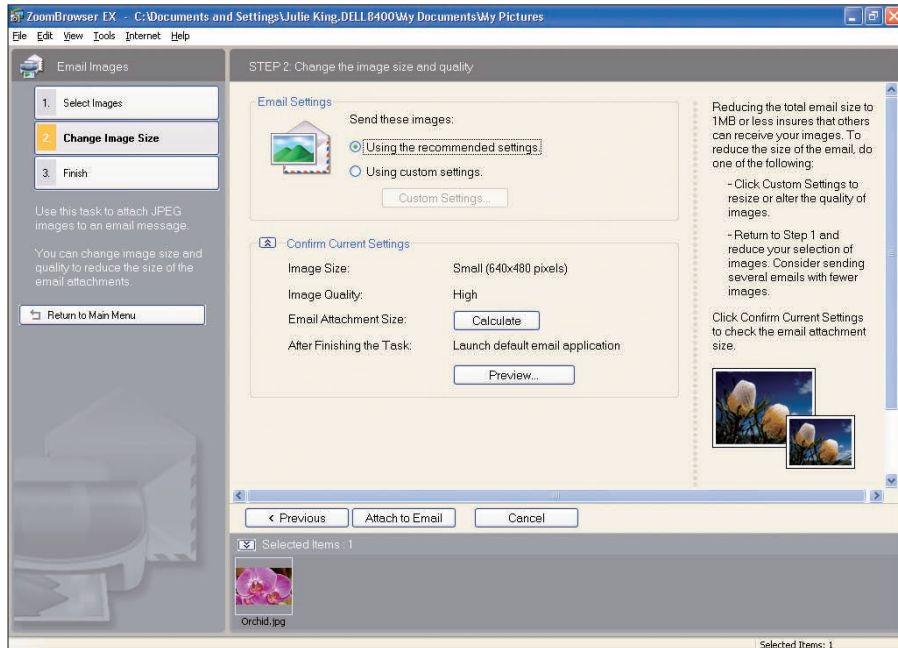 ZoomBrowser EX - C:\Documents and Settings\Julie King.DELL8400\My Documents\My Pictures
File Edit View Tools Internet Help
Email Images
1. Select Images
2. Change Image Size
3. Finish
Use this task to attach JPEG
images to an email message.
You can change image size and
quality to reduce the size of the
email attachments.
Return to Main Menu
STEP 2: Change the image size and quality
Email Settings
Send these images:
Using the recommended settings.
Using custom settings.
Custom Settings...
Confirm Current Settings
Image Size: Small (640x480 pixels)
Image Quality: High
Email Attachment Size: Calculate
After Finishing the Task: Launch default email application
Preview...
Reducing the total email size to
1MB or less insures that others
can receive your images. To
reduce the size of the email, do
one of the following:
- Click Custom Settings to
resize or alter the quality of
images.
- Return to Step 1 and
reduce your selection of
images. Consider sending
several emails with fewer
images.
Click Confirm Current Settings
to check the email attachment
size.
< Previous Attach to Email Cancel
Selected Items : 1
Orchid.jpg
Selected Items: 1